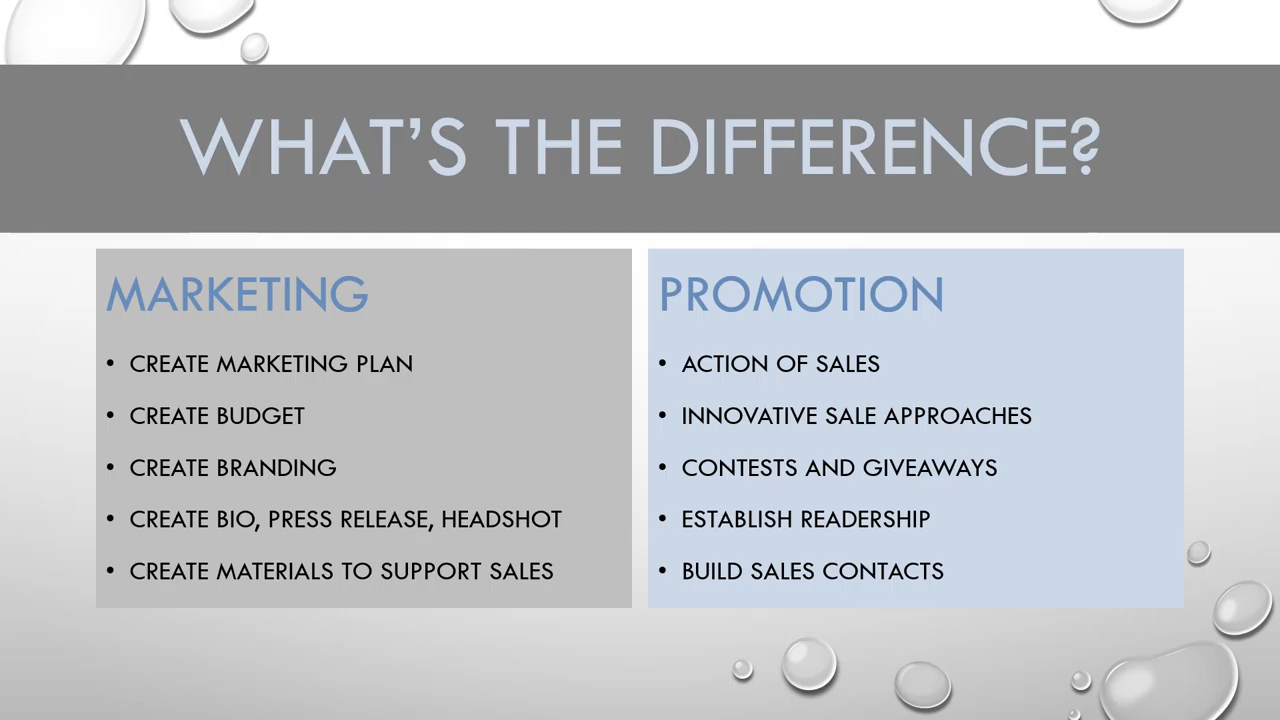 WHAT'S THE DIFFERENCE?
MARKETING
• CREATE MARKETING PLAN
• CREATE BUDGET
• CREATE BRANDING
• CREATE BIO, PRESS RELEASE, HEADSHOT
• CREATE MATERIALS TO SUPPORT SALES
PROMOTION
• ACTION OF SALES
• INNOVATIVE SALE APPROACHES
• CONTESTS AND GIVEAWAYS
• ESTABLISH READERSHIP
• BUILD SALES CONTACTS